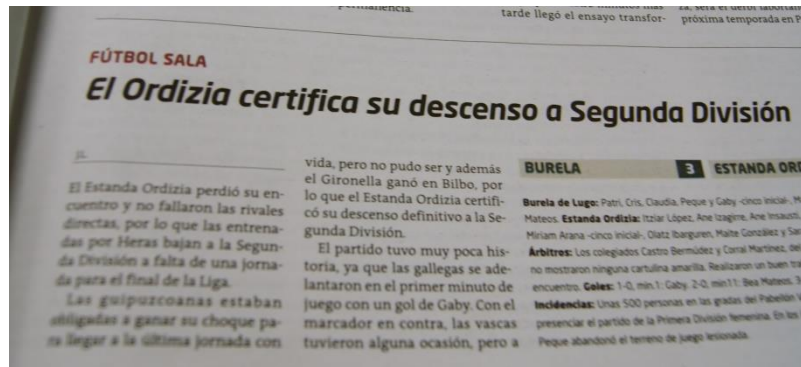 permanencia.
tarde llegó el ensayo transfor-
próxima temporada en P
FÚTBOL SALA
El Ordizia certifica su descenso a Segunda División
JL
El Estanda Ordizia perdió su en-
cuentro y no fallaron las rivales
directas, por lo que las entrena-
das por Heras bajan a la Segun-
da División a falta de una jorna-
da para el final de la Liga.
Las guipuzcoanas estaban
obligadas a ganar su choque pa-
ra llegar a la última jornada con
vida, pero no pudo ser y además
el Gironella ganó en Bilbo, por
lo que el Estanda Ordizia certifi-
có su descenso definitivo a la Se-
gunda División.
El partido tuvo muy poca his-
toria, ya que las gallegas se ade-
lantaron en el primer minuto de
juego con un gol de Gaby. Con el
marcador en contra, las vascas
tuvieron alguna ocasión, pero a
BURELA 3 ESTANDA ORD
Burela de Lugo: Patri, Cris, Claudia, Peque y Gaby -cinco inicial-, M
Mateos. Estanda Ordizia: Itziar López, Ane Izagirre, Ane Insausti
Miriam Arana -cinco inicial-, Olatz Ibarguren, Maite González y Sar
Árbitros: Los colegiados Castro Bermúdez y Corral Martínez, del
no mostraron ninguna cartulina amarilla. Realizaron un buen tra
encuentro. Goles: 1-0, min.1: Gaby. 2-0, min11: Bea Mateos. 3
Incidencias: Unas 500 personas en las gradas del Pabellón
presenciar el partido de la Primera División femenina. En los
Peque abandonó el terreno de juego lesionada.